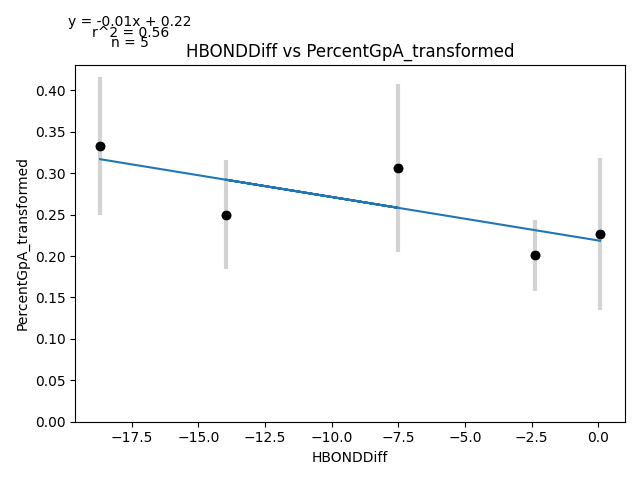 y = -0.01x + 0.22
r^2 = 0.56
n = 5
HBONDDiff vs PercentGpA_transformed
PercentGpA_transformed
0.40
0.35
0.30
0.25
0.20
0.15
0.10
0.05
0.00
−17.5 −15.0 −12.5 −10.0 −7.5 −5.0 −2.5 0.0
HBONDDiff